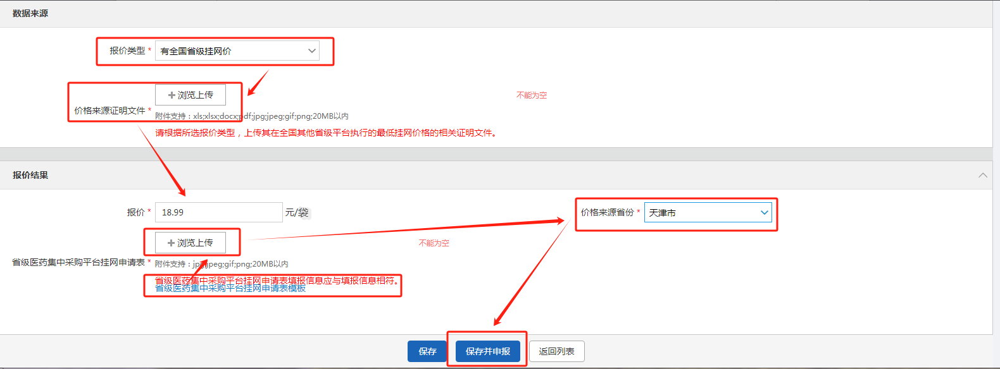 数据来源
报价类型 * 有全国省级挂网价
浏览上传
不能为空
价格来源证明文件 *
附件支持：xls;xlsx;docx;pdf;jpg;jpeg;gif;png;20MB以内
请根据所选报价类型，上传其在全国其他省级平台执行的最低挂网价格的相关证明文件。
报价结果
报价 * 18.99 元/袋
价格来源省份 * 天津市
浏览上传
不能为空
省级医药集中采购平台挂网申请表 *
附件支持：jpg;jpeg;gif;png;20MB以内
省级医药集中采购平台挂网申请表填报信息应与填报信息相符。
省级医药集中采购平台挂网申请表模板
保存 保存并申报 返回列表